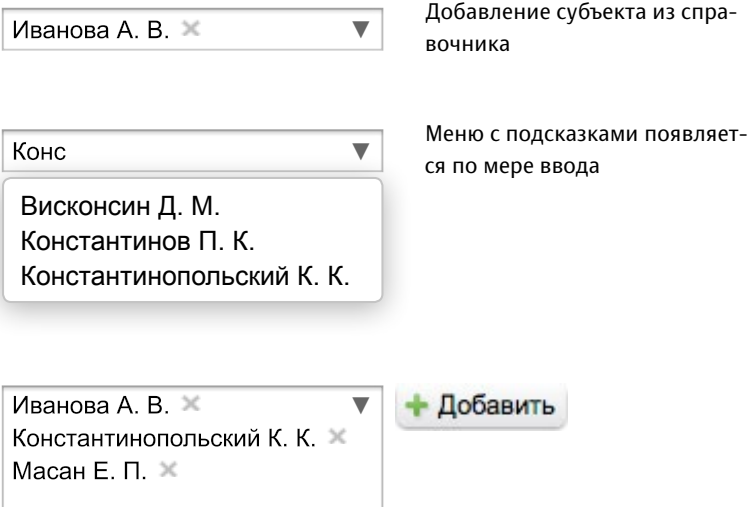 Иванова А. В.
Добавление субъекта из спра-
вочника
Конс
Меню с подсказками появляет-
ся по мере ввода
Висконсин Д. М.
Константинов П. К.
Константинопольский К. К.
Иванова А. В.
Добавить
Константинопольский К. К.
Масан Е. П.